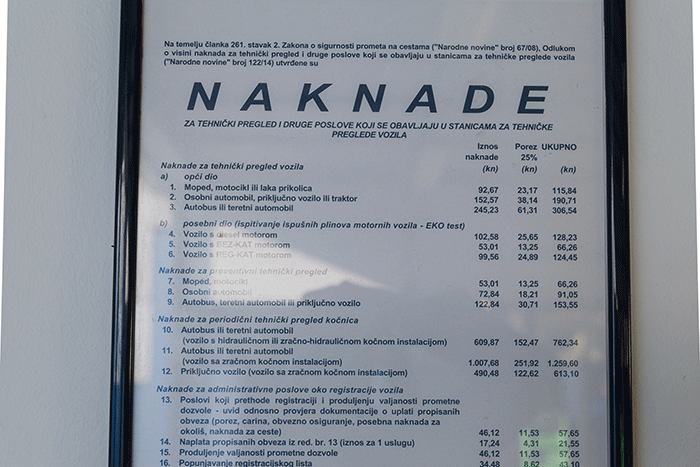 Na temelju članka 261. stavak 2. Zakona o sigurnosti prometa na cestama ("Narodne novine" broj 67/08), Odlukom
o visini naknada za tehnički pregled i druge poslove koji se obavljaju u stanicama za tehničke preglede vozila
("Narodne novine" broj 122/14) utvrđene su
NAKNADE
ZA TEHNIČKI PREGLED I DRUGE POSLOVE KOJI SE OBAVLJAJU U STANICAMA ZA TEHNIČKE
PREGLEDE VOZILA
Iznos Porez UKUPNO
naknade 25%
(kn) (kn) (kn)
Naknade za tehnički pregled vozila
a) opći dio
1. Moped, motocikl ili laka prikolica 92,67 23,17 115,84
2. Osobni automobil, priključno vozilo ili traktor 152,57 38,14 190,71
3. Autobus ili teretni automobil 245,23 61,31 306,54
b) posebni dio (ispitivanje ispušnih plinova motornih vozila - EKO test)
4. Vozilo s diesel motorom 102,58 25,65 128,23
5. Vozilo s BEZ-KAT motorom 53,01 13,25 66,26
6. Vozilo s REG-KAT motorom 99,56 24,89 124,45
Naknade za preventivni tehnički pregled
7. Moped, motocikl 53,01 13,25 66,26
8. Osobni automobil 72,84 18,21 91,05
9. Autobus, teretni automobil ili priključno vozilo 122,84 30,71 153,55
Naknade za periodični tehnički pregled kočnica
10. Autobus ili teretni automobil
(vozilo s hidrauličnim ili zračno-hidrauličnom kočnom instalacijom) 609,87 152,47 762,34
11. Autobus ili teretni automobil
(vozilo sa zračnom kočnom instalacijom) 1.007,68 251,92 1.259,60
12. Priključno vozilo (vozilo sa zračnom kočnom instalacijom) 490,48 122,62 613,10
Naknade za administrativne poslove oko registracije vozila
13. Poslovi koji prethode registraciji i produljenju valjanosti prometne
dozvole - uvid odnosno provjera dokumentacije o uplati propisanih
obveza (porez, carina, obvezno osiguranje, posebna naknada za
okoliš, naknada za ceste) 46,12 11,53 57,65
14. Naplata propisanih obveza iz red. br. 13 (iznos za 1 uslugu) 17,24 4,31 21,55
15. Produljenje valjanosti prometne dozvole 46,12 11,53 57,65
16. Popunjavanje registracijskog lista 34,48 8,62 43,10